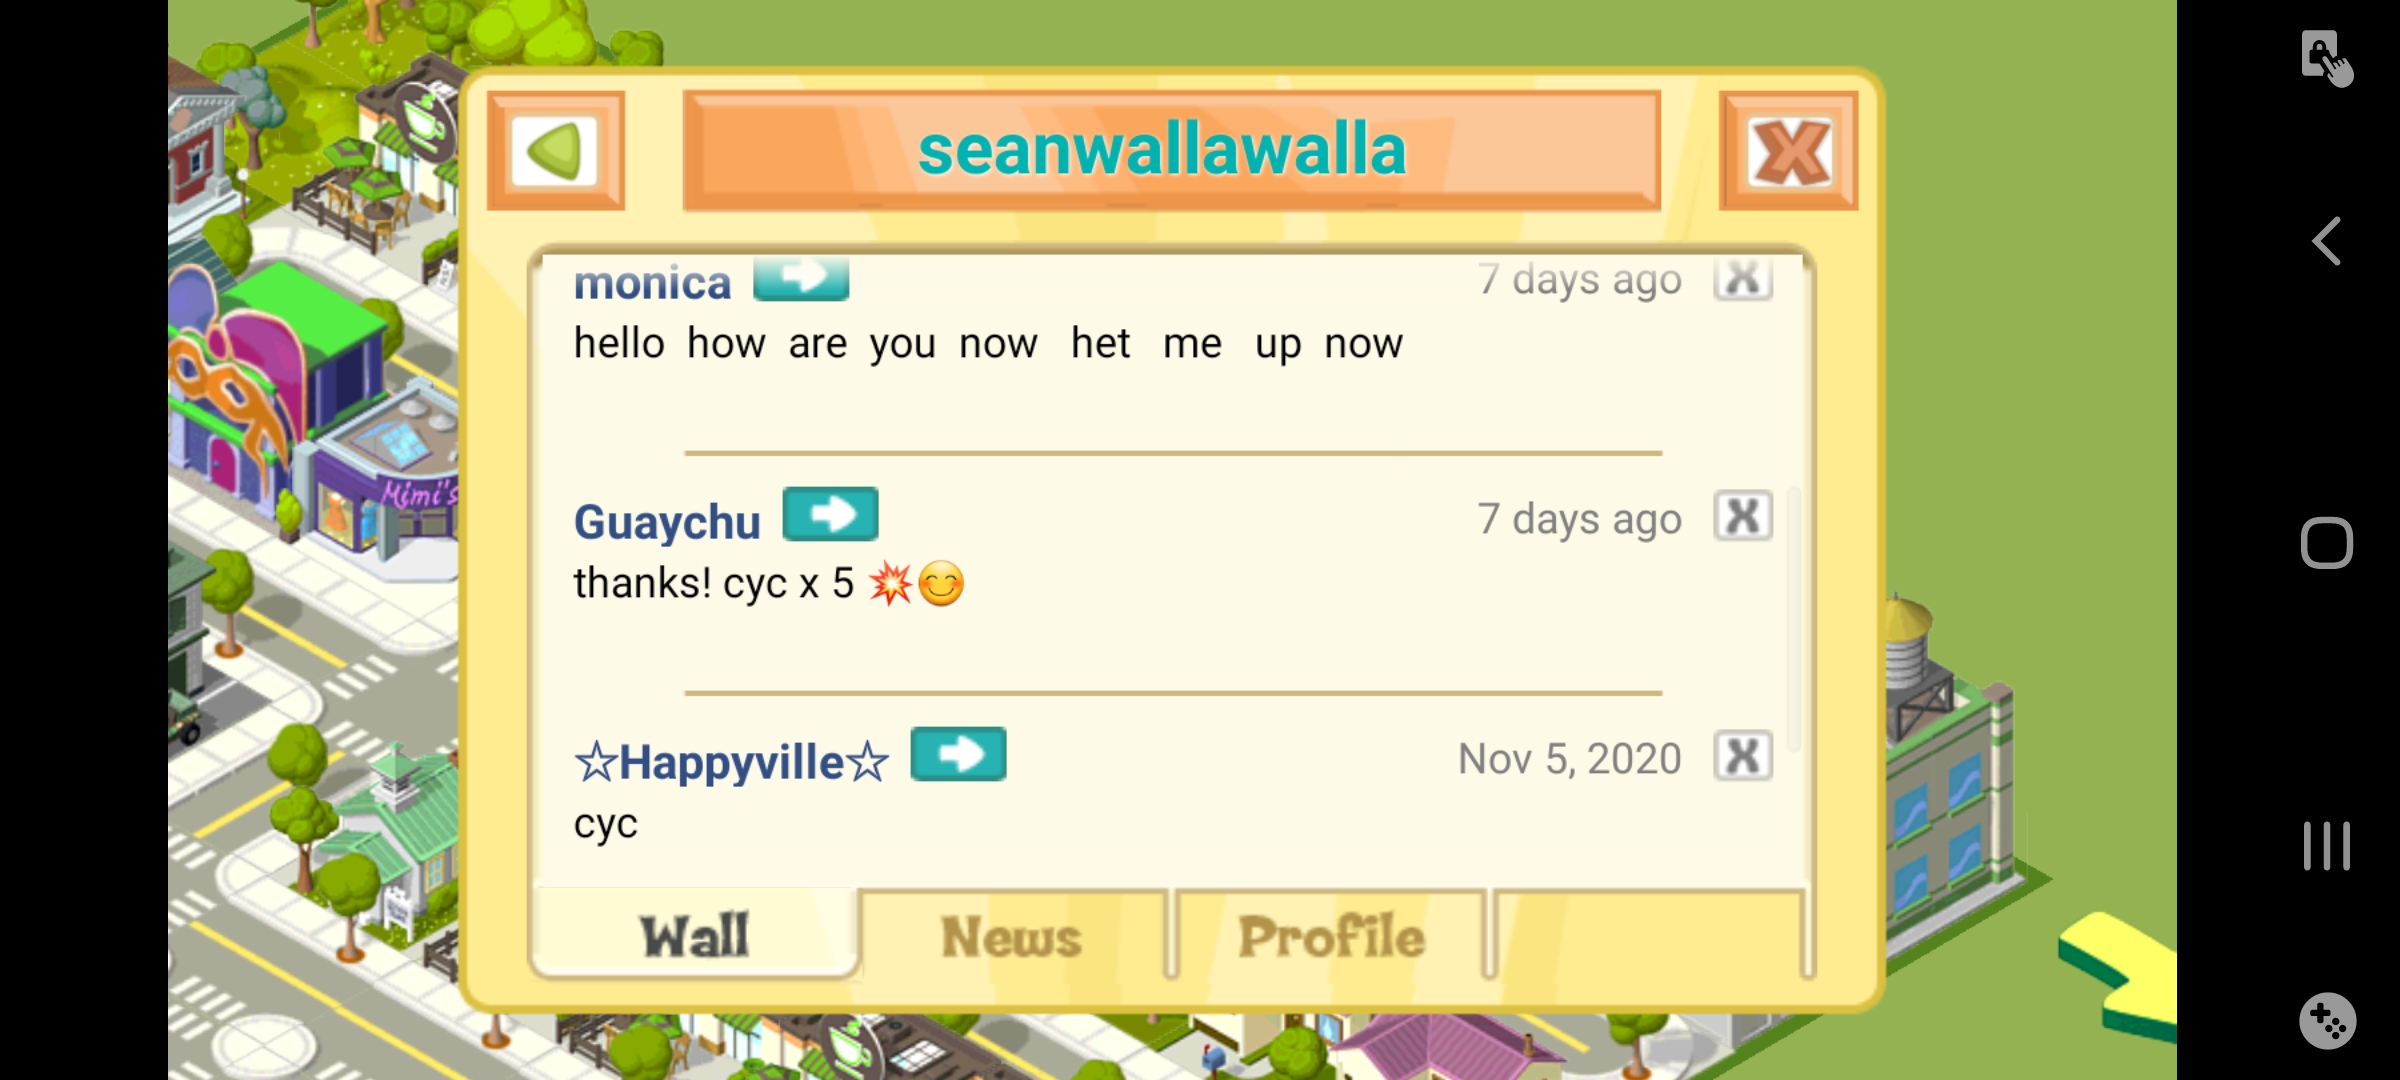 seanwallawalla
monica
7 days ago
hello how are you now het me up now
Guaychu
7 days ago
thanks! cyc x 5 💥😊
☆Happyville☆
Nov 5, 2020
cyc
Wall
News
Profile
Mimi's